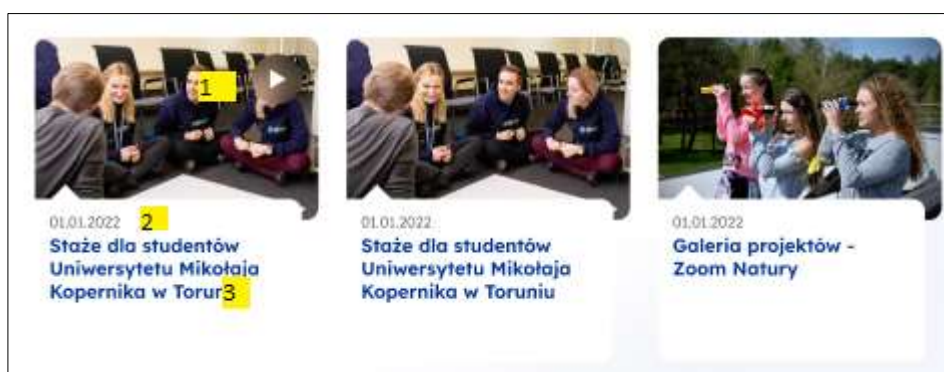 1
01.01.2022 2
Staże dla studentów
Uniwersytetu Mikołaja
Kopernika w Torun 3
01.01.2022
Staże dla studentów
Uniwersytetu Mikołaja
Kopernika w Toruniu
01.01.2022
Galeria projektów -
Zoom Natury